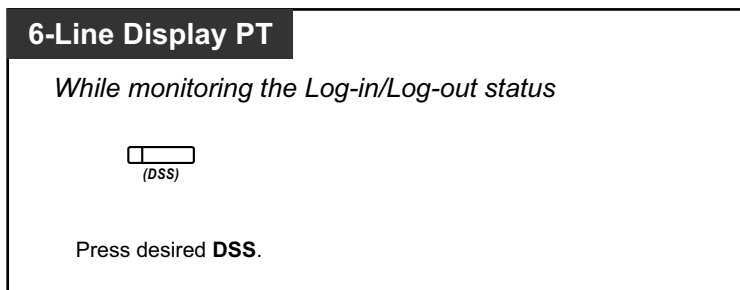 6-Line Display PT
While monitoring the Log-in/Log-out status
(DSS)
Press desired DSS.